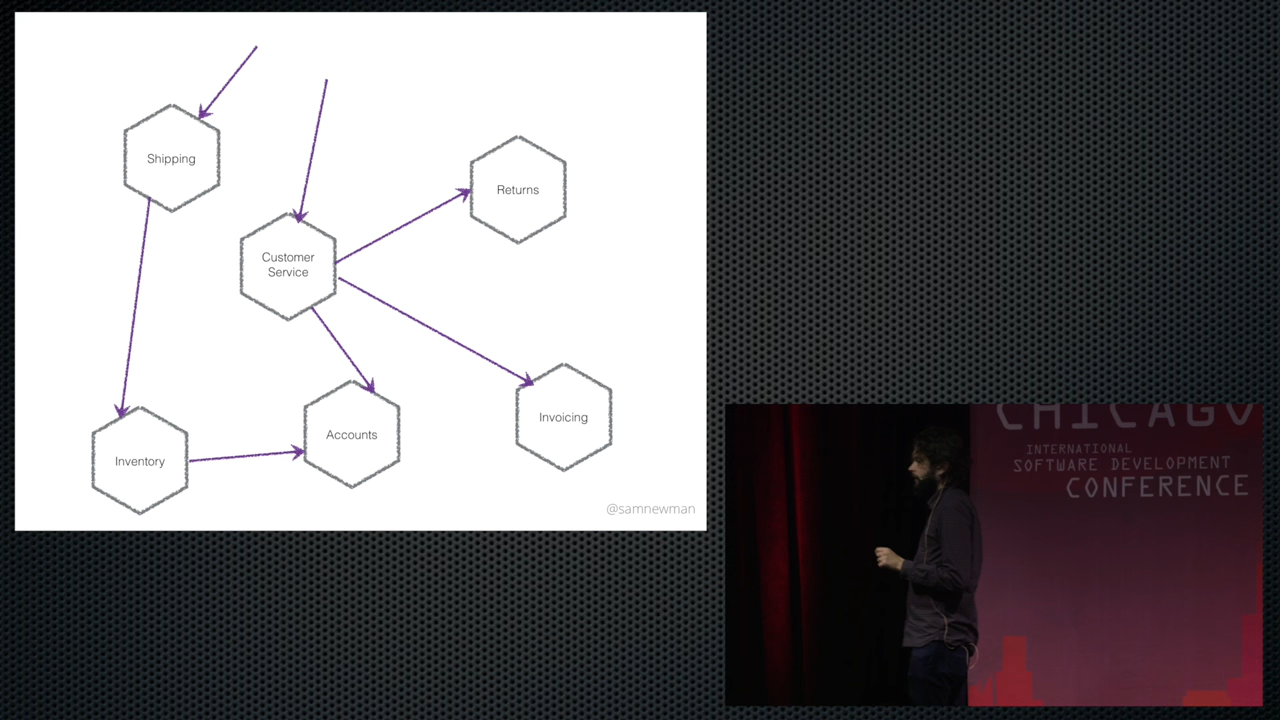 Shipping
Returns
Customer
Service
Invoicing
Accounts
Inventory
@samnewman
CHICAGO
INTERNATIONAL
SOFTWARE DEVELOPMENT
CONFERENCE